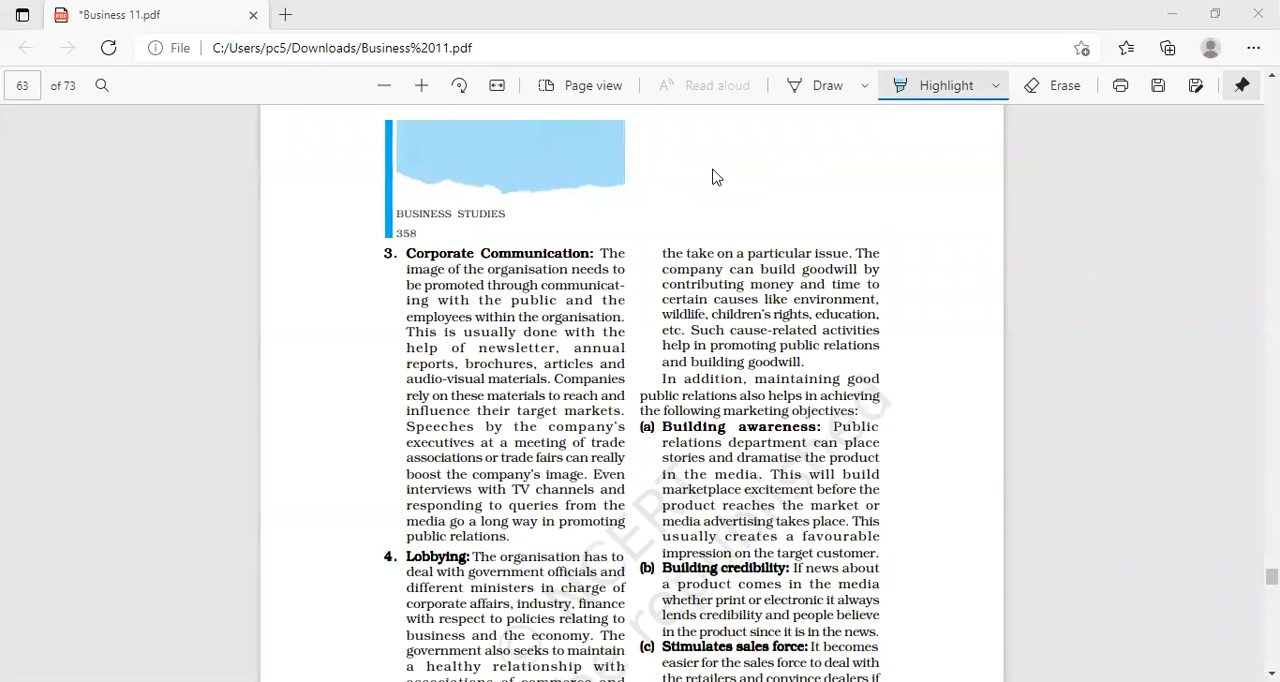 *Business 11.pdf
File
C:/Users/pc5/Downloads/Business%2011.pdf
63 of 73
Page view
Read aloud
Draw
Highlight
Erase
BUSINESS STUDIES
358
3. Corporate Communication: The
image of the organisation needs to
be promoted through communicat-
ing with the public and the
employees within the organisation.
This is usually done with the
help of newsletter, annual
reports, brochures, articles and
audio-visual materials. Companies
rely on these materials to reach and
influence their target markets.
Speeches by the company's
executives at a meeting of trade
associations or trade fairs can really
boost the company's image. Even
interviews with TV channels and
responding to queries from the
media go a long way in promoting
public relations.
4. Lobbying: The organisation has to
deal with government officials and
different ministers in charge of
corporate affairs, industry, finance
with respect to policies relating to
business and the economy. The
government also seeks to maintain
a healthy relationship with
associations of commerce and
the take on a particular issue. The
company can build goodwill by
contributing money and time to
certain causes like environment,
wildlife, children's rights, education,
etc. Such cause-related activities
help in promoting public relations
and building goodwill.
In addition, maintaining good
public relations also helps in achieving
the following marketing objectives:
(a) Building awareness: Public
relations department can place
stories and dramatise the product
in the media. This will build
marketplace excitement before the
product reaches the market or
media advertising takes place. This
usually creates a favourable
impression on the target customer.
(b) Building credibility: If news about
a product comes in the media
whether print or electronic it always
lends credibility and people believe
in the product since it is in the news.
(c) Stimulates sales force: It becomes
easier for the sales force to deal with
the retailers and convince dealers if
© NCERT
republished